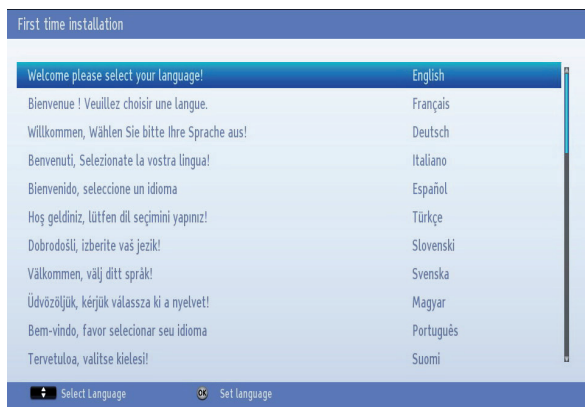 First time installation
Welcome please select your language! English
Bienvenue ! Veuillez choisir une langue. Français
Willkommen, Wählen Sie bitte Ihre Sprache aus! Deutsch
Benvenuti, Selezionate la vostra lingua! Italiano
Bienvenido, seleccione un idioma Español
Hoş geldiniz, lütfen dil seçimini yapınız! Türkçe
Dobrodošli, izberite vaš jezik! Slovenski
Välkommen, välj ditt språk! Svenska
Üdvözöljük, kérjük válassza ki a nyelvet! Magyar
Bem-vindo, favor selecionar seu idioma Português
Tervetuloa, valitse kielesi! Suomi
Select Language OK Set language